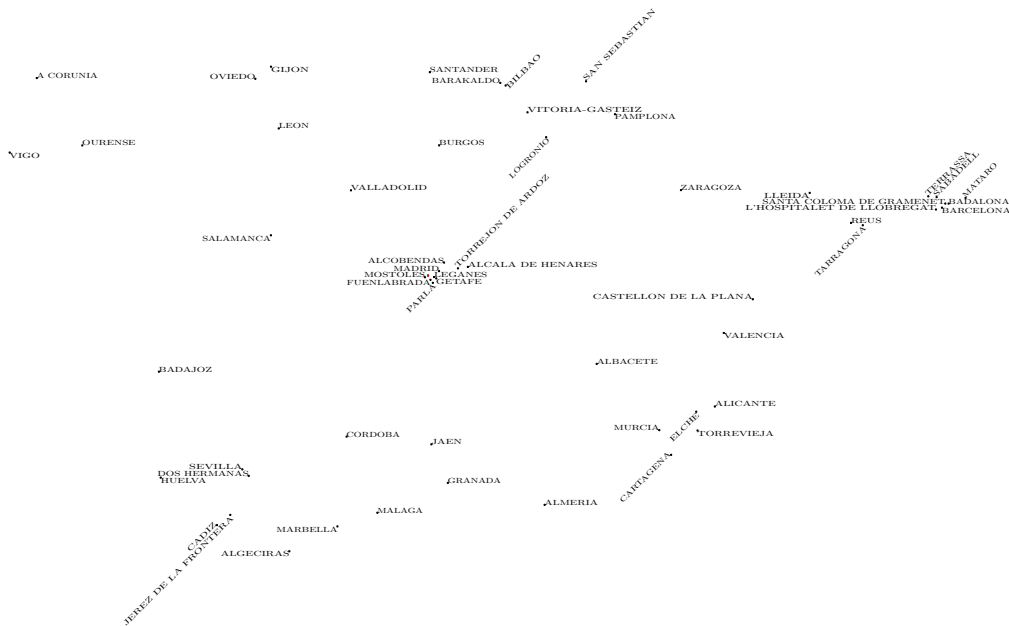 SAN SEBASTIAN
GIJON
SANTANDER
A CORUNIA
OVIEDO
BARAKALDO
BILBAO
VITORIA-GASTEIZ
PAMPLONA
LEON
OURENSE
BURGOS
LOGRONIO
VIGO
TERRASSA
SABADELL
MATARO
VALLADOLID
ZARAGOZA
LLEIDA
SANTA COLOMA DE GRAMENET
BADALONA
L'HOSPITALET DE LLOBREGAT
BARCELONA
REUS
TARRAGONA
SALAMANCA
TORREJON DE ARDOZ
ALCOBENDAS
ALCALA DE HENARES
MADRID
MOSTOLES
LEGANES
FUENLABRADA
GETAFE
PARLA
CASTELLON DE LA PLANA
VALENCIA
ALBACETE
BADAJOZ
ALICANTE
ELCHE
MURCIA
TORREVIEJA
CORDOBA
JAEN
CARTAGENA
SEVILLA
DOS HERMANAS
HUELVA
GRANADA
ALMERIA
MALAGA
CADIZ
MARBELLA
JEREZ DE LA FRONTERA
ALGECIRAS